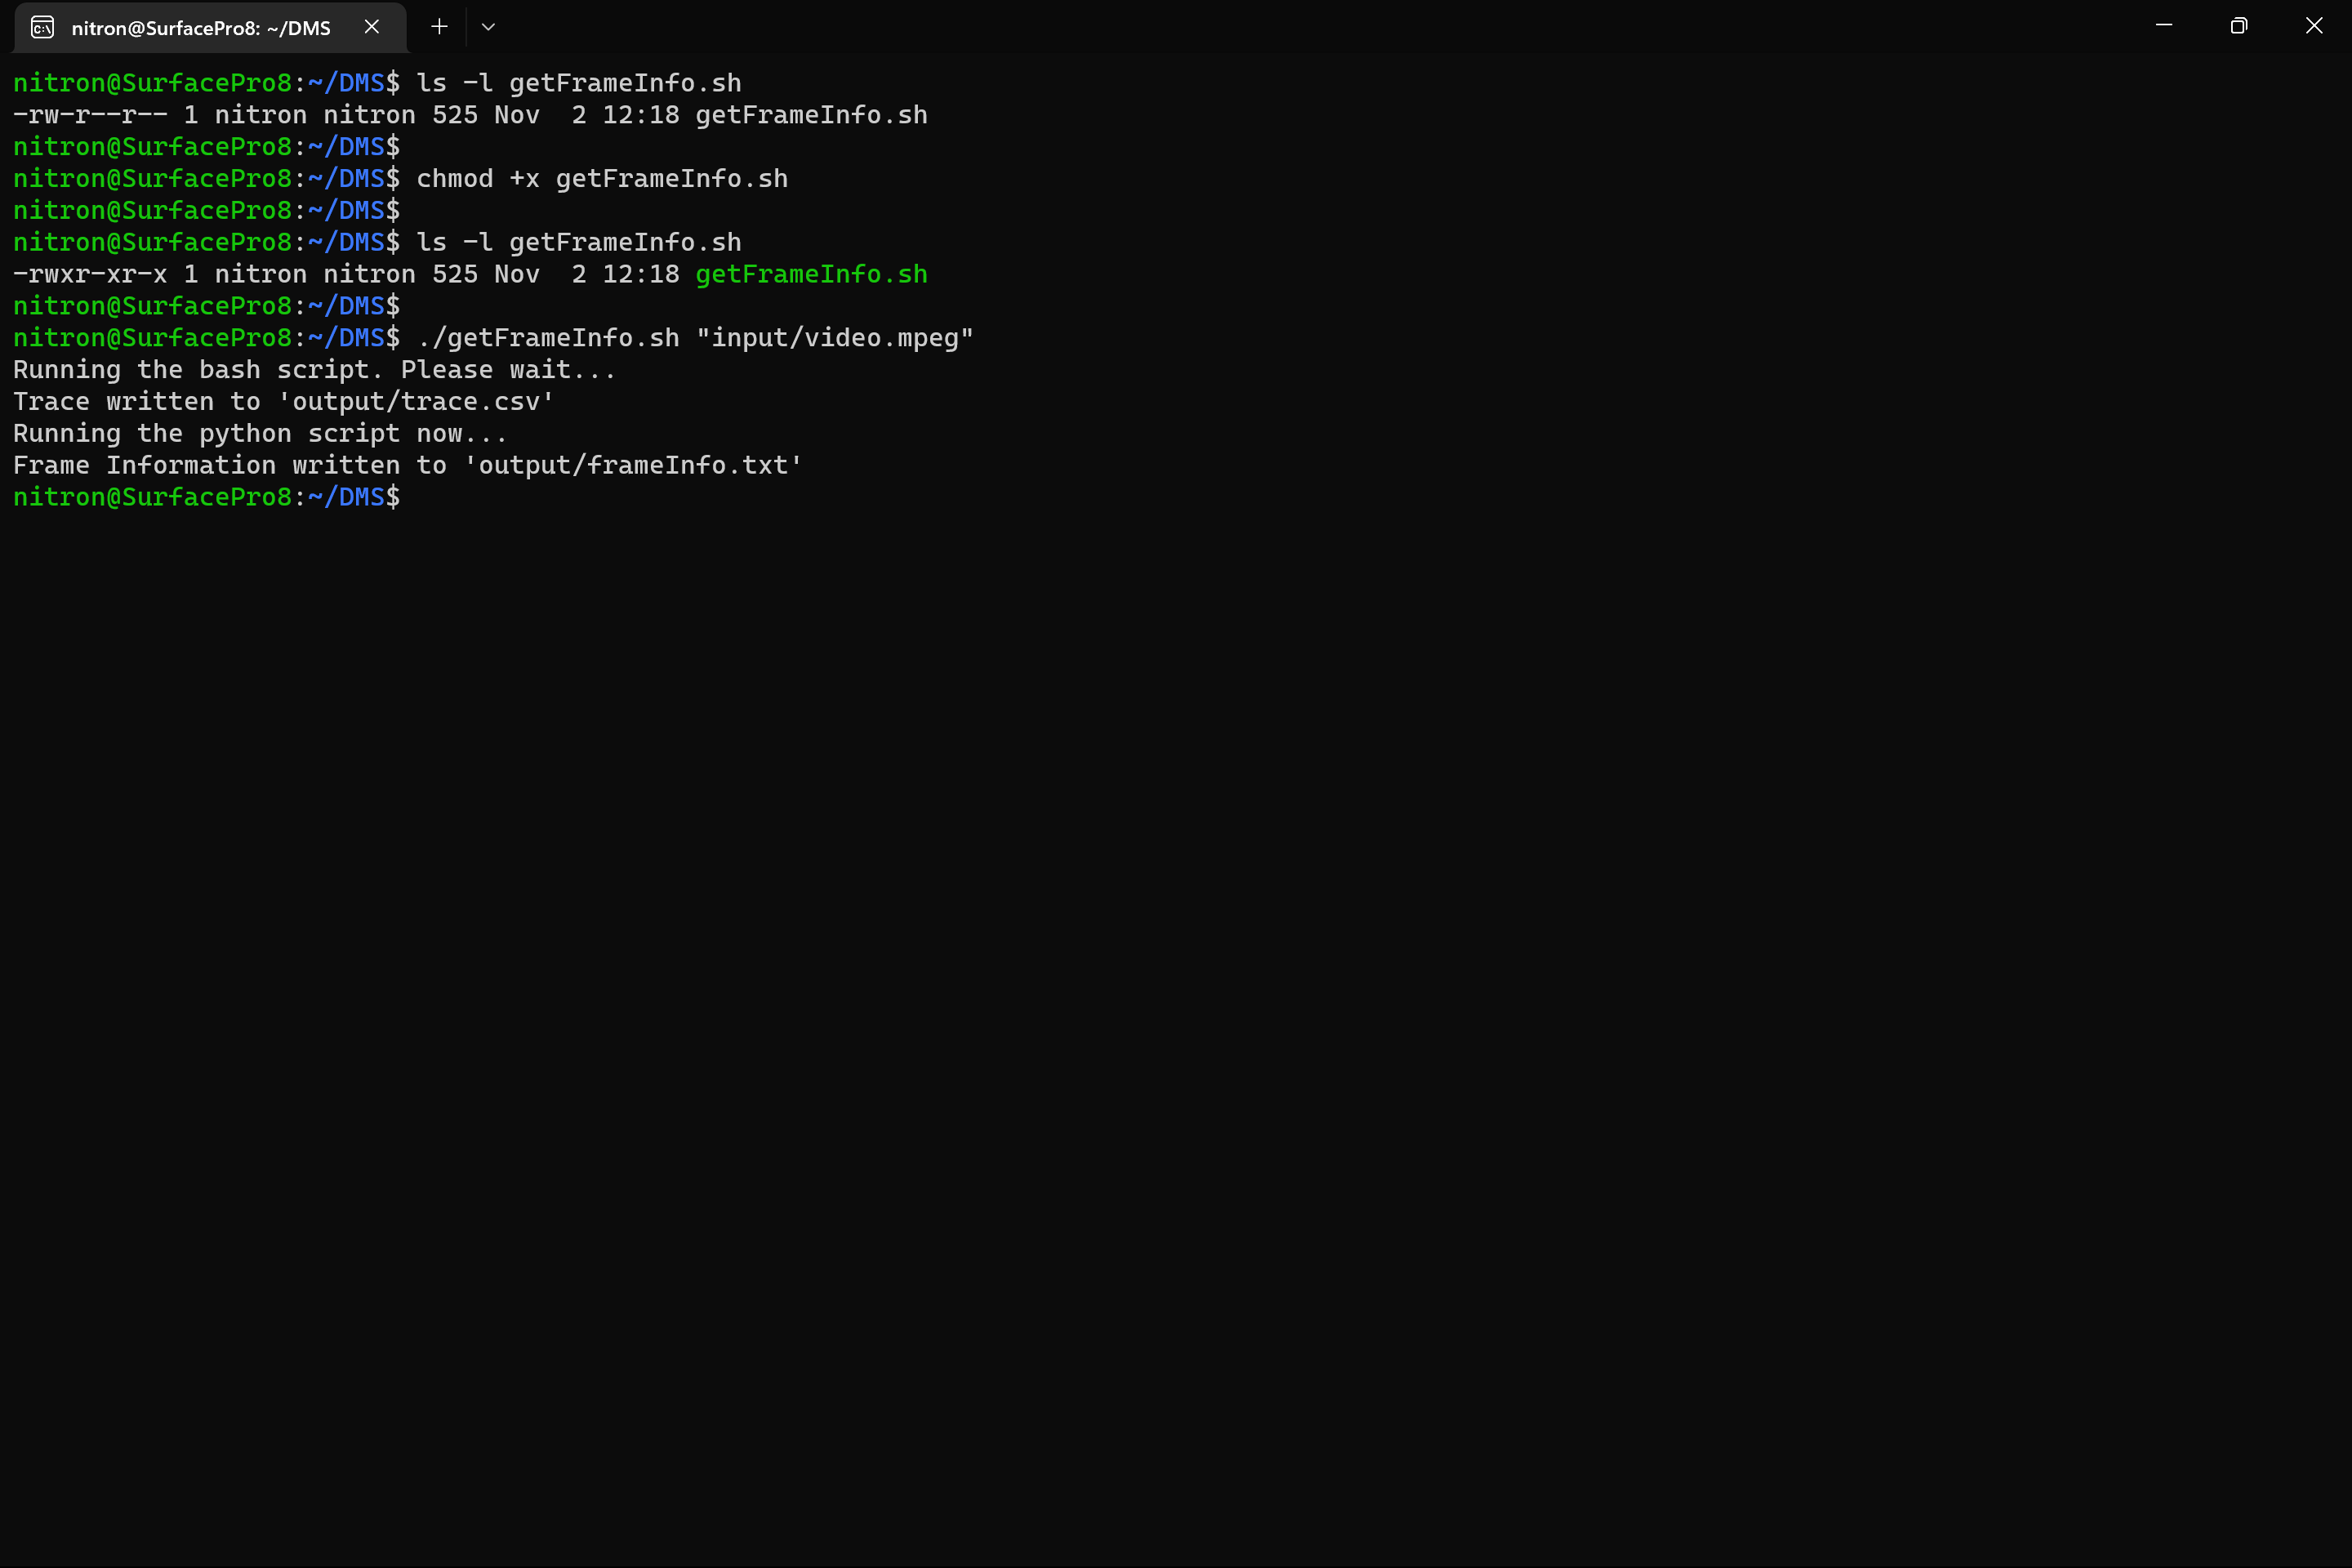 nitron@SurfacePro8: ~/DMS
nitron@SurfacePro8:~/DMS$ ls -l getFrameInfo.sh
-rw-r--r-- 1 nitron nitron 525 Nov  2 12:18 getFrameInfo.sh
nitron@SurfacePro8:~/DMS$
nitron@SurfacePro8:~/DMS$ chmod +x getFrameInfo.sh
nitron@SurfacePro8:~/DMS$
nitron@SurfacePro8:~/DMS$ ls -l getFrameInfo.sh
-rwxr-xr-x 1 nitron nitron 525 Nov  2 12:18 getFrameInfo.sh
nitron@SurfacePro8:~/DMS$
nitron@SurfacePro8:~/DMS$ ./getFrameInfo.sh "input/video.mpeg"
Running the bash script. Please wait...
Trace written to 'output/trace.csv'
Running the python script now...
Frame Information written to 'output/frameInfo.txt'
nitron@SurfacePro8:~/DMS$